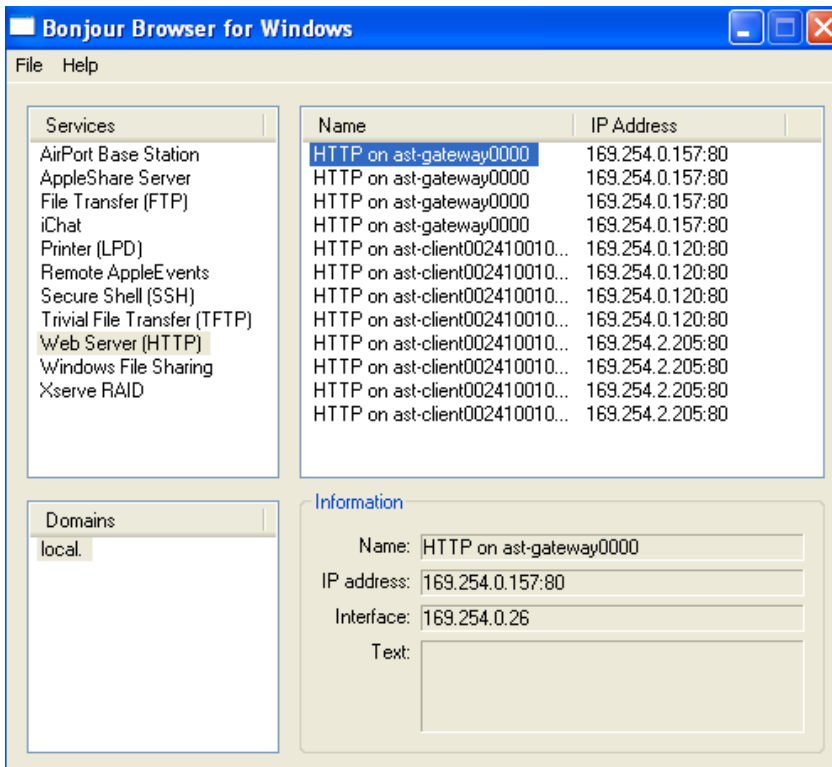 Bonjour Browser for Windows
File Help
Services
AirPort Base Station
AppleShare Server
File Transfer (FTP)
iChat
Printer (LPD)
Remote AppleEvents
Secure Shell (SSH)
Trivial File Transfer (TFTP)
Web Server (HTTP)
Windows File Sharing
Xserve RAID
Name IP Address
HTTP on ast-gateway0000 169.254.0.157:80
HTTP on ast-gateway0000 169.254.0.157:80
HTTP on ast-gateway0000 169.254.0.157:80
HTTP on ast-gateway0000 169.254.0.157:80
HTTP on ast-client002410010... 169.254.0.120:80
HTTP on ast-client002410010... 169.254.0.120:80
HTTP on ast-client002410010... 169.254.0.120:80
HTTP on ast-client002410010... 169.254.0.120:80
HTTP on ast-client002410010... 169.254.2.205:80
HTTP on ast-client002410010... 169.254.2.205:80
HTTP on ast-client002410010... 169.254.2.205:80
HTTP on ast-client002410010... 169.254.2.205:80
Domains
local.
Information
Name: HTTP on ast-gateway0000
IP address: 169.254.0.157:80
Interface: 169.254.0.26
Text: